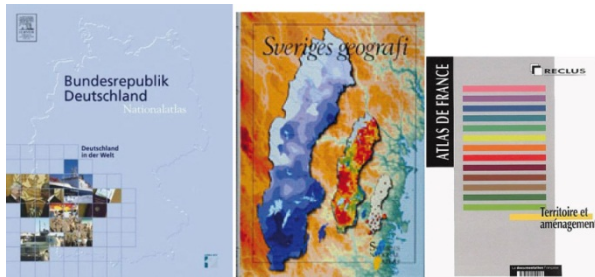 Bundesrepublik
Deutschland
Nationalatlas
Deutschland
in der Welt
Sveriges geografi
ATLAS DE FRANCE
RECLUS
Territoire et
aménagement